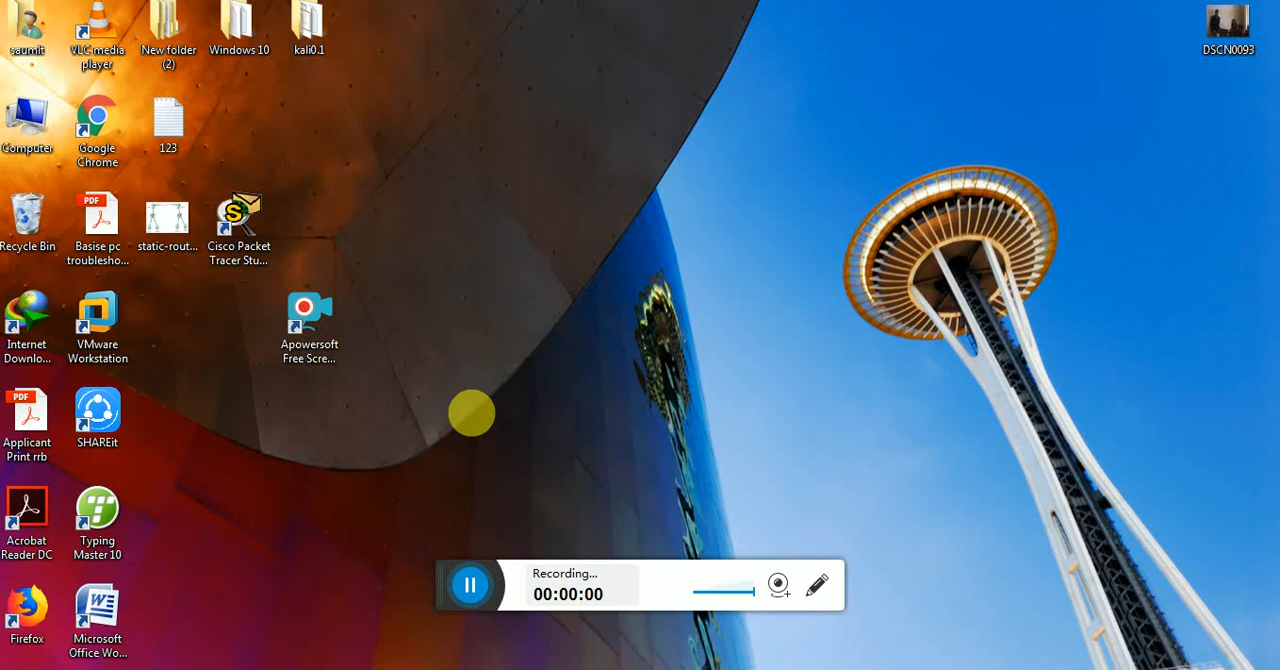 saumit
VLC media
player
New folder
(2)
Windows 10
kali0.1
DSCN0093
Computer
Google
Chrome
123
Recycle Bin
PDF
Basise pc
troublesho...
static-rout...
Cisco Packet
Tracer Stu...
Internet
Downlo...
VMware
Workstation
Apowersoft
Free Scre...
PDF
Applicant
Print rrb
SHAREit
Acrobat
Reader DC
Typing
Master 10
Recording...
00:00:00
Firefox
Microsoft
Office Wo...